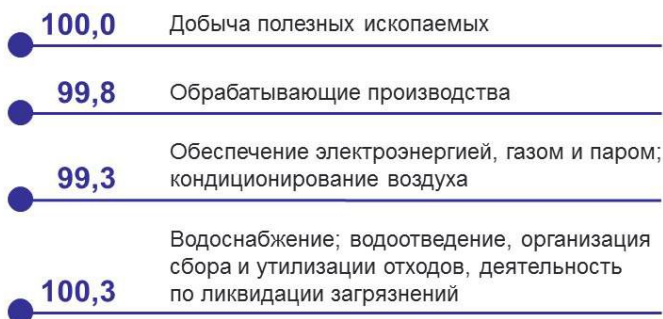 100,0 Добыча полезных ископаемых
99,8 Обрабатывающие производства
Обеспечение электроэнергией, газом и паром;
99,3 кондиционирование воздуха
Водоснабжение; водоотведение, организация
сбора и утилизации отходов, деятельность
100,3 по ликвидации загрязнений